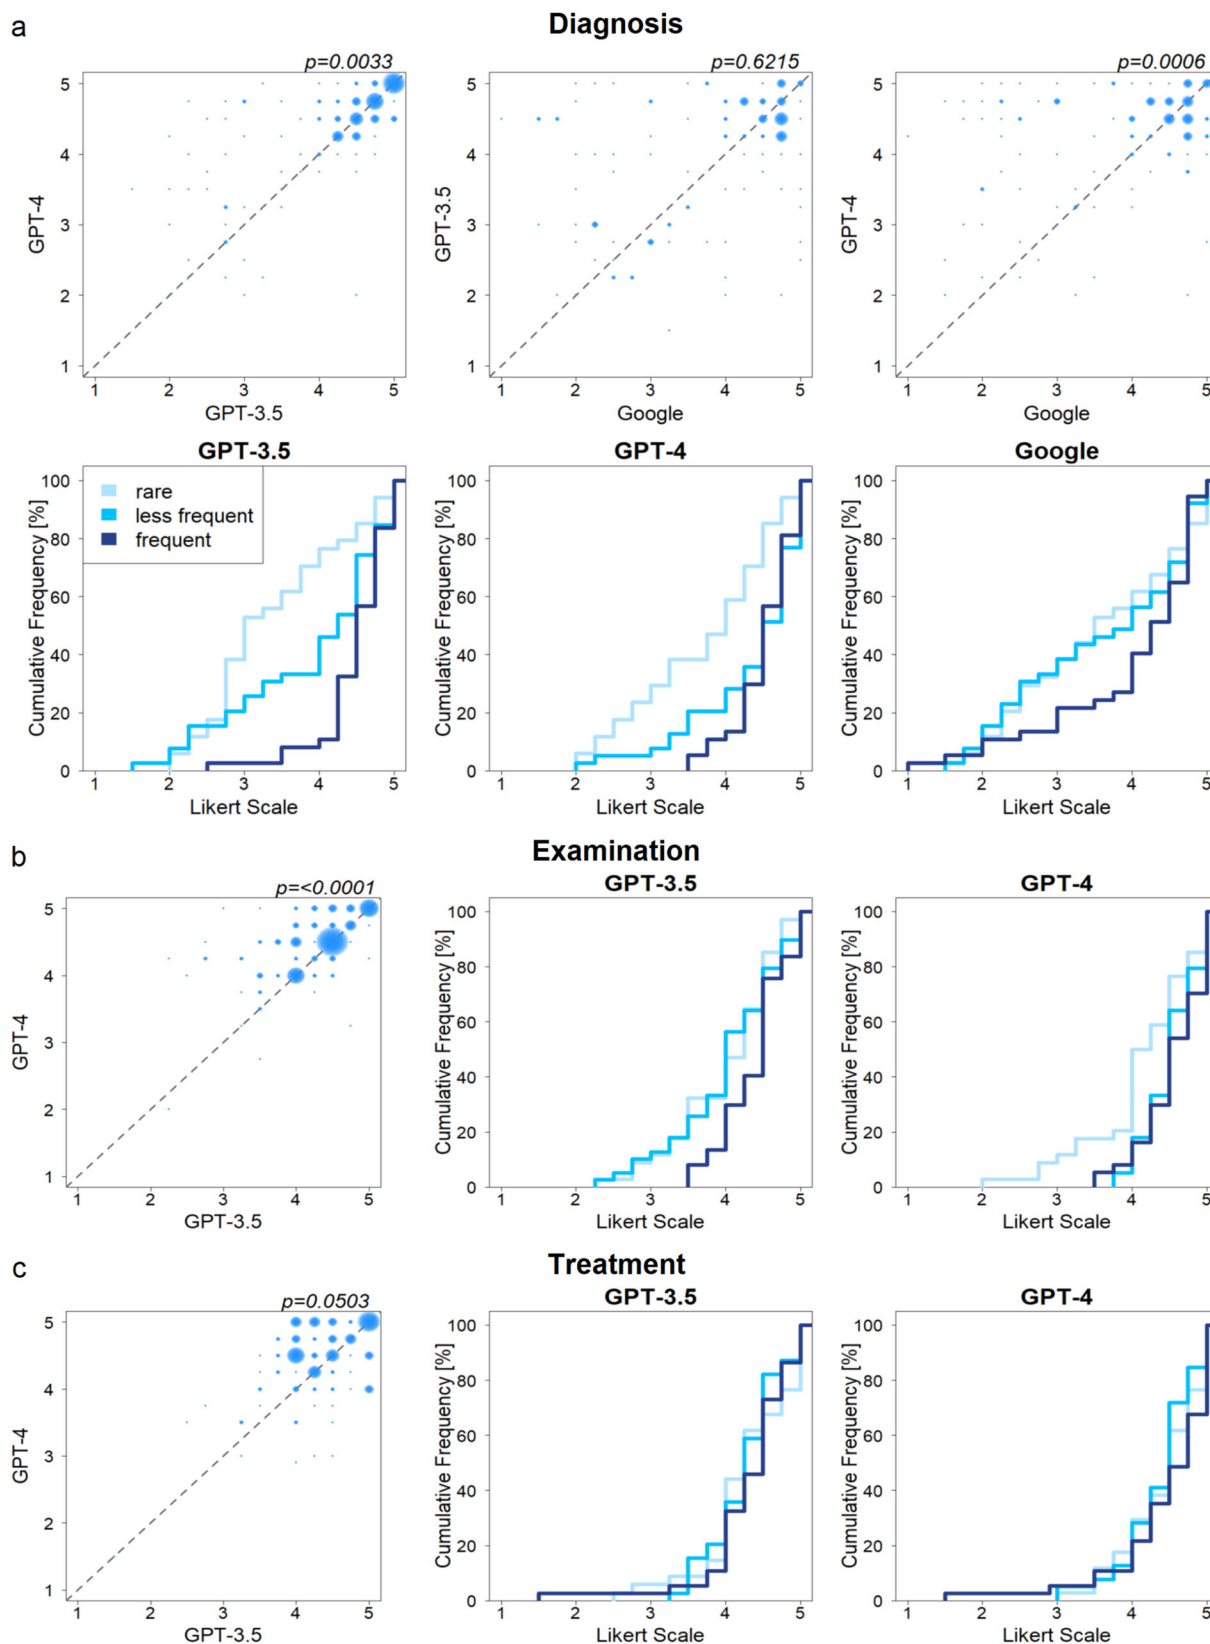 a
Diagnosis
p=0.0033
5
4
3
2
1
GPT-4
1 2 3 4 5
GPT-3.5
p=0.6215
5
4
3
2
1
GPT-3.5
1 2 3 4 5
Google
p=0.0006
5
4
3
2
1
GPT-4
1 2 3 4 5
Google
GPT-3.5
rare
less frequent
frequent
100
80
60
40
20
0
Cumulative Frequency [%]
1 2 3 4 5
Likert Scale
GPT-4
100
80
60
40
20
0
Cumulative Frequency [%]
1 2 3 4 5
Likert Scale
Google
100
80
60
40
20
0
Cumulative Frequency [%]
1 2 3 4 5
Likert Scale
b
Examination
p=<0.0001
5
4
3
2
1
GPT-4
1 2 3 4 5
GPT-3.5
GPT-3.5
100
80
60
40
20
0
Cumulative Frequency [%]
1 2 3 4 5
Likert Scale
GPT-4
100
80
60
40
20
0
Cumulative Frequency [%]
1 2 3 4 5
Likert Scale
c
Treatment
p=0.0503
5
4
3
2
1
GPT-4
1 2 3 4 5
GPT-3.5
GPT-3.5
100
80
60
40
20
0
Cumulative Frequency [%]
1 2 3 4 5
Likert Scale
GPT-4
100
80
60
40
20
0
Cumulative Frequency [%]
1 2 3 4 5
Likert Scale